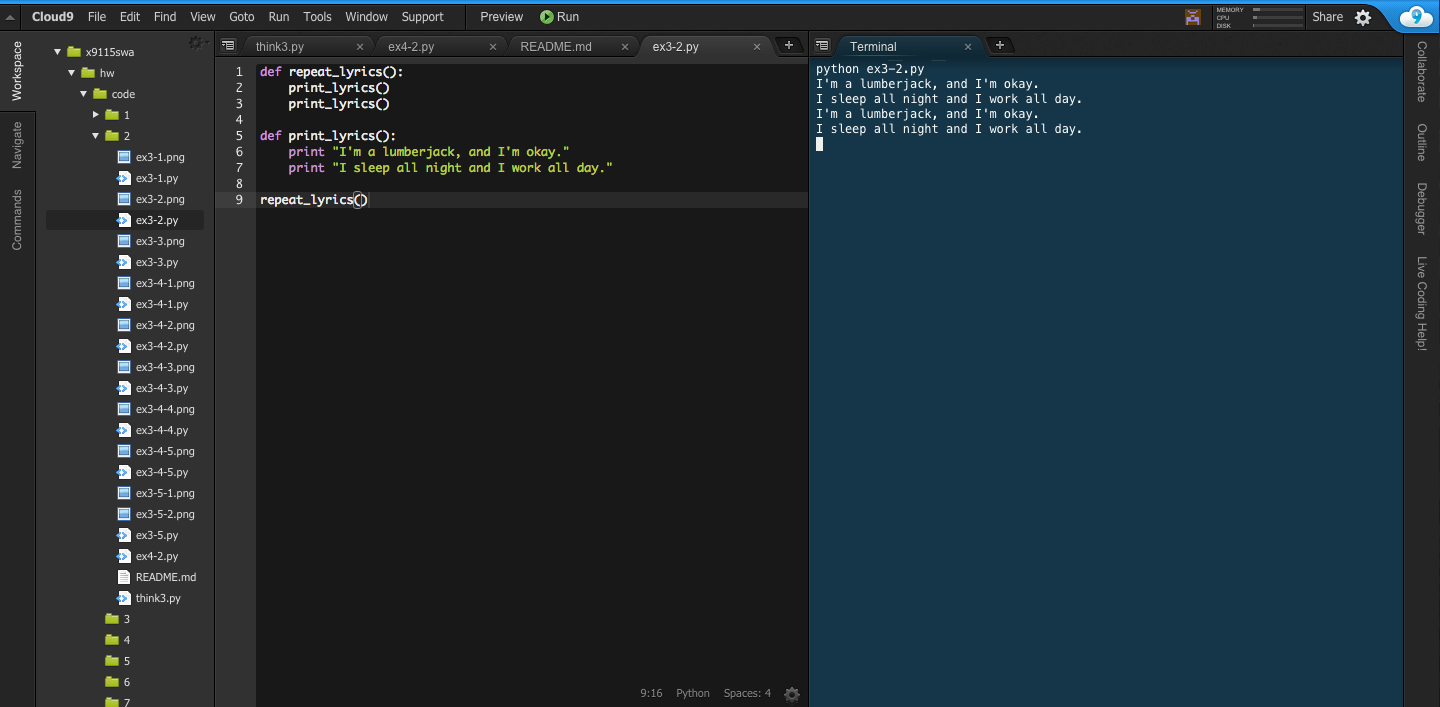 Cloud9 File Edit Find View Goto Run Tools Window Support Preview Run MEMORY CPU DISK Share 9
Workspace
Navigate
Commands
x9115swa
hw
code
1
2
ex3-1.png
ex3-1.py
ex3-2.png
ex3-2.py
ex3-3.png
ex3-3.py
ex3-4-1.png
ex3-4-1.py
ex3-4-2.png
ex3-4-2.py
ex3-4-3.png
ex3-4-3.py
ex3-4-4.png
ex3-4-4.py
ex3-4-5.png
ex3-4-5.py
ex3-5-1.png
ex3-5-2.png
ex3-5.py
ex4-2.py
README.md
think3.py
3
4
5
6
7
think3.py ex4-2.py README.md ex3-2.py
1 def repeat_lyrics():
2 print_lyrics()
3 print_lyrics()
4
5 def print_lyrics():
6 print "I'm a lumberjack, and I'm okay."
7 print "I sleep all night and I work all day."
8
9 repeat_lyrics()
9:16 Python Spaces: 4
Terminal
python ex3-2.py
I'm a lumberjack, and I'm okay.
I sleep all night and I work all day.
I'm a lumberjack, and I'm okay.
I sleep all night and I work all day.
Collaborate
Outline
Debugger
Live Coding Help!